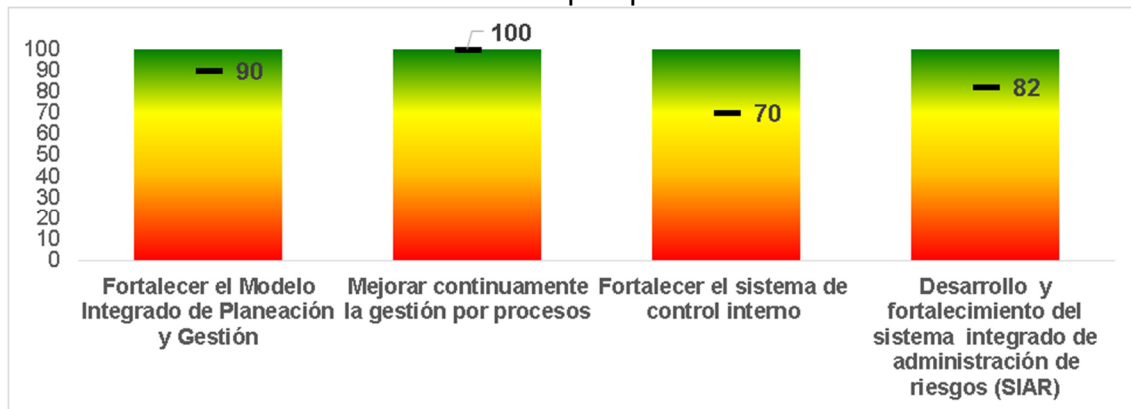 100
90
80
70
60
50
40
30
20
10
0
90
100
70
82
Fortalecer el Modelo
Integrado de Planeación
y Gestión
Mejorar continuamente
la gestión por procesos
Fortalecer el sistema de
control interno
Desarrollo y
fortalecimiento del
sistema integrado de
administración de
riesgos (SIAR)